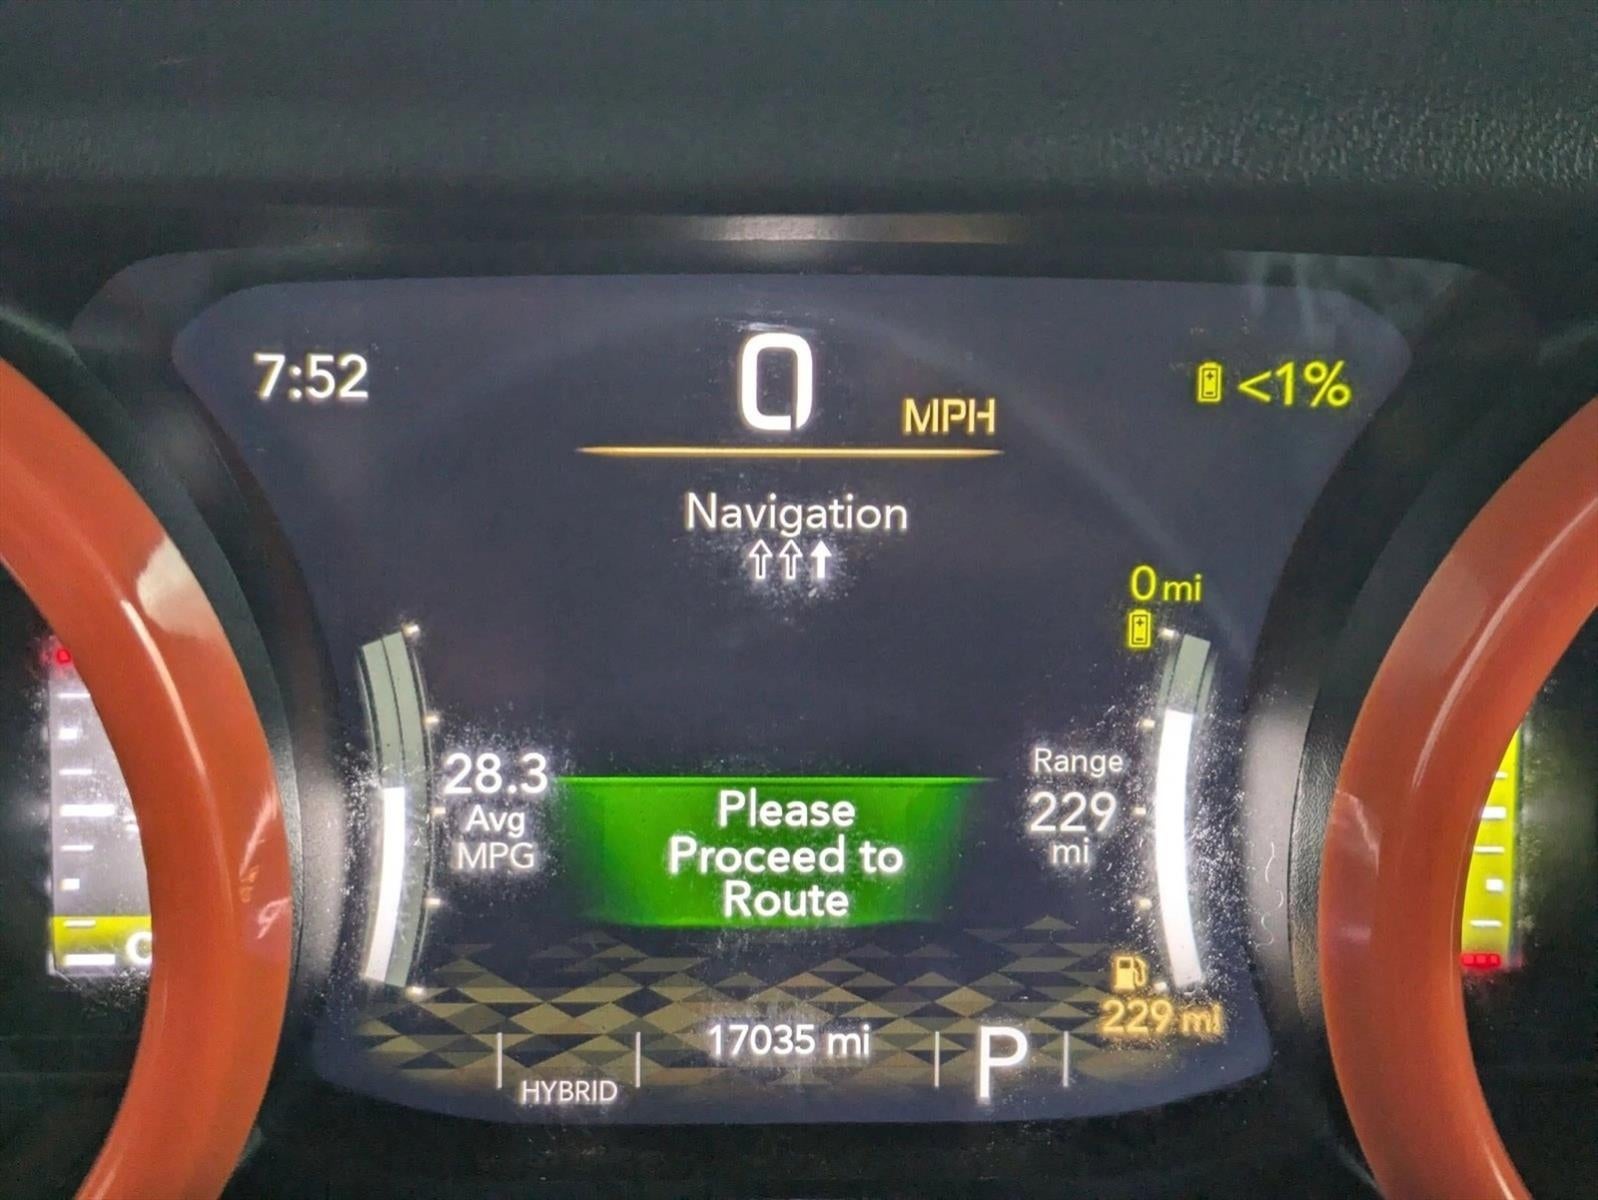 7:52
0
MPH
<1%
Navigation
0 mi
28.3
Avg
MPG
Please
Proceed to
Route
Range
229
mi
229 mi
HYBRID
17035 mi
P